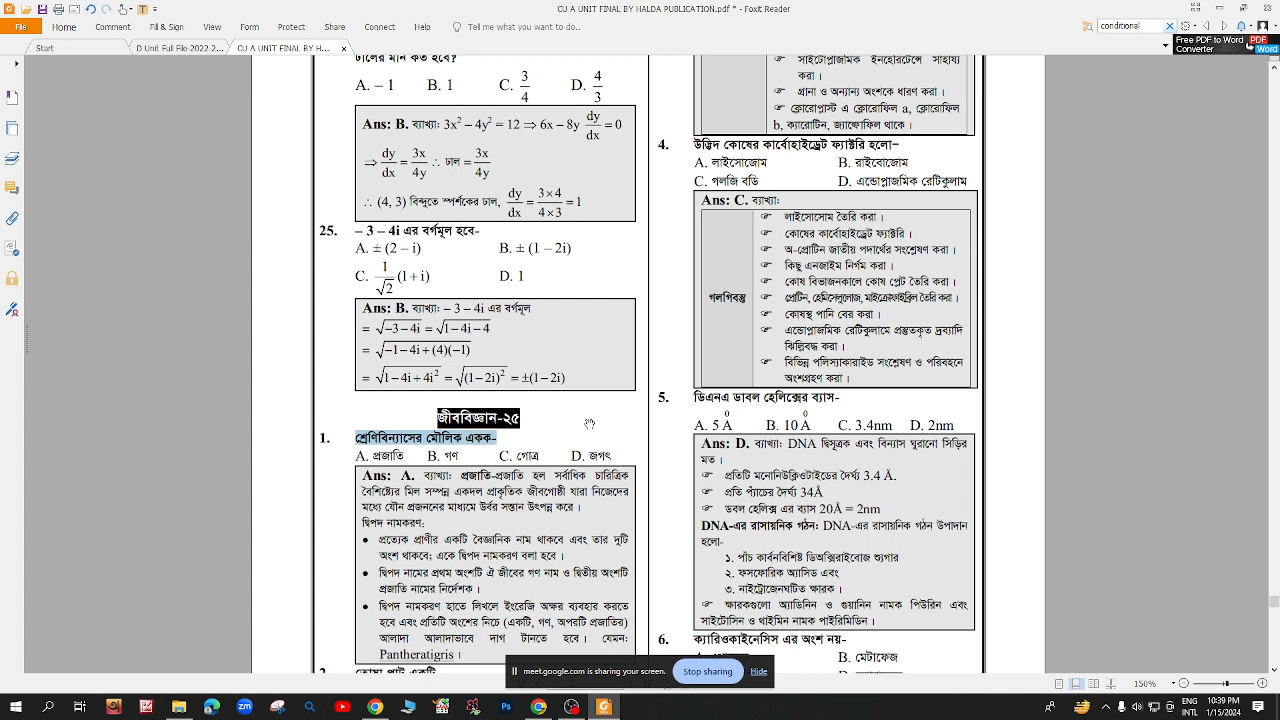 CU A UNIT FINAL BY HALDA PUBLICATION.pdf * - Foxit Reader
File Home Comment Fill & Sign View Form Protect Share Connect Help Tell me what you want to do...
conditional
Start D Unit Full File-2022-2... CU A UNIT FINAL BY H...
Free PDF to Word Converter
PDF
Word
ঢালের মান কত হবে?
A. – 1 B. 1 C. 3/4 D. 4/3
Ans: B. ব্যাখ্যা: 3x² – 4y² = 12 ⇒ 6x – 8y dy/dx = 0
⇒ dy/dx = 3x/4y ∴ ঢাল = 3x/4y
∴ (4, 3) বিন্দুতে স্পর্শকের ঢাল, dy/dx = 3×4/4×3 = 1
25. – 3 – 4i এর বর্গমূল হবে-
A. ± (2 – i) B. ± (1 – 2i)
C. 1/√2 (1 + i) D. 1
Ans: B. ব্যাখ্যা: – 3 – 4i এর বর্গমূল
= √–3–4i = √1–4i–4
= √–1–4i+(4)(–1)
= √1–4i+4i² = √(1–2i)² = ±(1–2i)
জীববিজ্ঞান-২৫
1. শ্রেণিবিন্যাসের মৌলিক একক-
A. প্রজাতি B. গণ C. গোত্র D. জগৎ
Ans: A. ব্যাখ্যা: প্রজাতি-প্রজাতি হল সর্বাধিক চারিত্রিক
বৈশিষ্ট্যের মিল সম্পন্ন একদল প্রাকৃতিক জীবগোষ্ঠী যারা নিজেদের
মধ্যে যৌন প্রজননের মাধ্যমে উর্বর সন্তান উৎপন্ন করে।
দ্বিপদ নামকরণ:
• প্রত্যেক প্রাণীর একটি বৈজ্ঞানিক নাম থাকবে এবং তার দুটি
অংশ থাকবে; একে দ্বিপদ নামকরণ বলা হবে।
• দ্বিপদ নামের প্রথম অংশটি ঐ জীবের গণ নাম ও দ্বিতীয় অংশটি
প্রজাতি নামের নির্দেশক।
• দ্বিপদ নামকরণ হাতে লিখলে ইংরেজি অক্ষর ব্যবহার করতে
হবে এবং প্রতিটি অংশের নিচে (একটি, গণ, অপরটি প্রজাতির)
আলাদা আলাদাভাবে দাগ টানতে হবে। যেমন:
Pantheratigris।
সাইটোপ্লাজমিক ইনহেরিটেন্সে সাহায্য
করা।
☞ গ্রানা ও অন্যান্য অংশকে ধারণ করা।
☞ ক্লোরোপ্লাস্ট এ ক্লোরোফিল a, ক্লোরোফিল
b, ক্যারোটিন, জ্যান্থোফিল থাকে।
4. উদ্ভিদ কোষের কার্বোহাইড্রেট ফ্যাক্টরি হলো–
A. লাইসোজোম B. রাইবোজোম
C. গলজি বডি D. এন্ডোপ্লাজমিক রেটিকুলাম
Ans: C. ব্যাখ্যা:
গলগিবস্তু
☞ লাইসোসোম তৈরি করা।
☞ কোষের কার্বোহাইড্রেট ফ্যাক্টরি।
☞ অ-প্রোটিন জাতীয় পদার্থের সংশ্লেষণ করা।
☞ কিছু এনজাইম নির্গম করা।
☞ কোষ বিভাজনকালে কোষ প্লেট তৈরি করা।
☞ প্রোটিন, হেমিসেলুলোজ, মাইক্রোফাইব্রিল তৈরি করা।
☞ কোষস্থ পানি বের করা।
☞ এন্ডোপ্লাজমিক রেটিকুলামে প্রস্তুতকৃত দ্রব্যাদি
ঝিল্লিবদ্ধ করা।
☞ বিভিন্ন পলিস্যাকারাইড সংশ্লেষণ ও পরিবহনে
অংশগ্রহণ করা।
5. ডিএনএ ডাবল হেলিক্সের ব্যাস-
A. 5 Å B. 10 Å C. 3.4nm D. 2nm
Ans: D. ব্যাখ্যা: DNA দ্বিসূত্রক এবং বিন্যাস ঘুরানো সিড়ির
মত।
☞ প্রতিটি মনোনিউক্লিওটাইডের দৈর্ঘ্য 3.4 Å.
☞ প্রতি প্যাঁচের দৈর্ঘ্য 34Å
☞ ডবল হেলিক্স এর ব্যাস 20Å = 2nm
DNA-এর রাসায়নিক গঠন: DNA-এর রাসায়নিক গঠন উপাদান
হলো-
১. পাঁচ কার্বনবিশিষ্ট ডিঅক্সিরাইবোজ শ্যুগার
২. ফসফোরিক অ্যাসিড এবং
৩. নাইট্রোজেনঘটিত ক্ষারক।
☞ ক্ষারকগুলো অ্যাডিনিন ও গুয়ানিন নামক পিউরিন এবং
সাইটোসিন ও থাইমিন নামক পাইরিমিডিন।
6. ক্যারিওকাইনেসিস এর অংশ নয়-
B. মেটাফেজ
meet.google.com is sharing your screen. Stop sharing Hide
150%
INTL
10:39 PM
1/15/2024